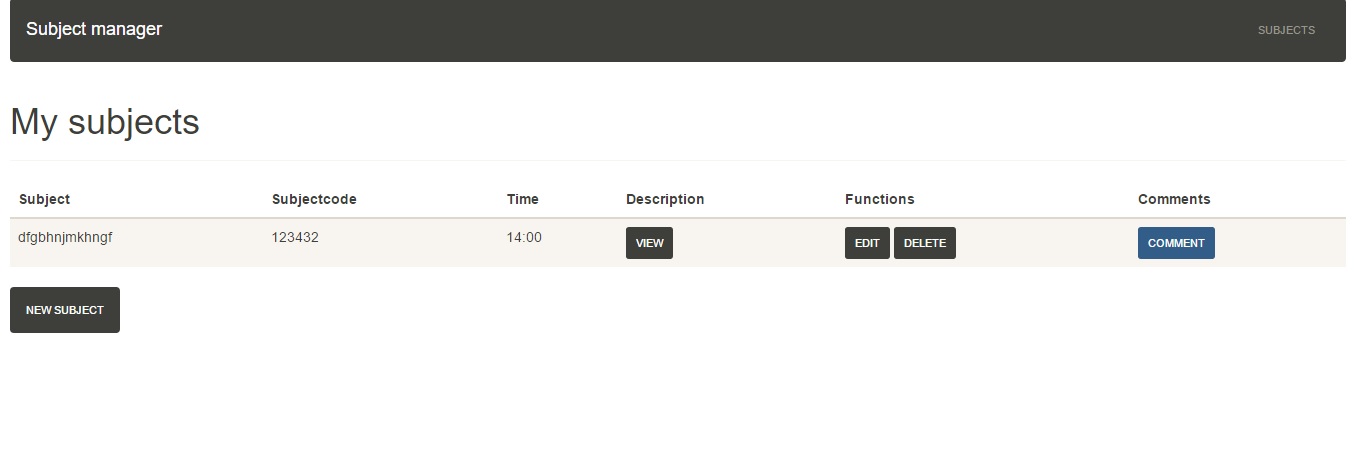 Subject manager SUBJECTS
My subjects
Subject Subjectcode Time Description Functions Comments
dfgbhnjmkhngf 123432 14:00 VIEW EDIT DELETE COMMENT
NEW SUBJECT